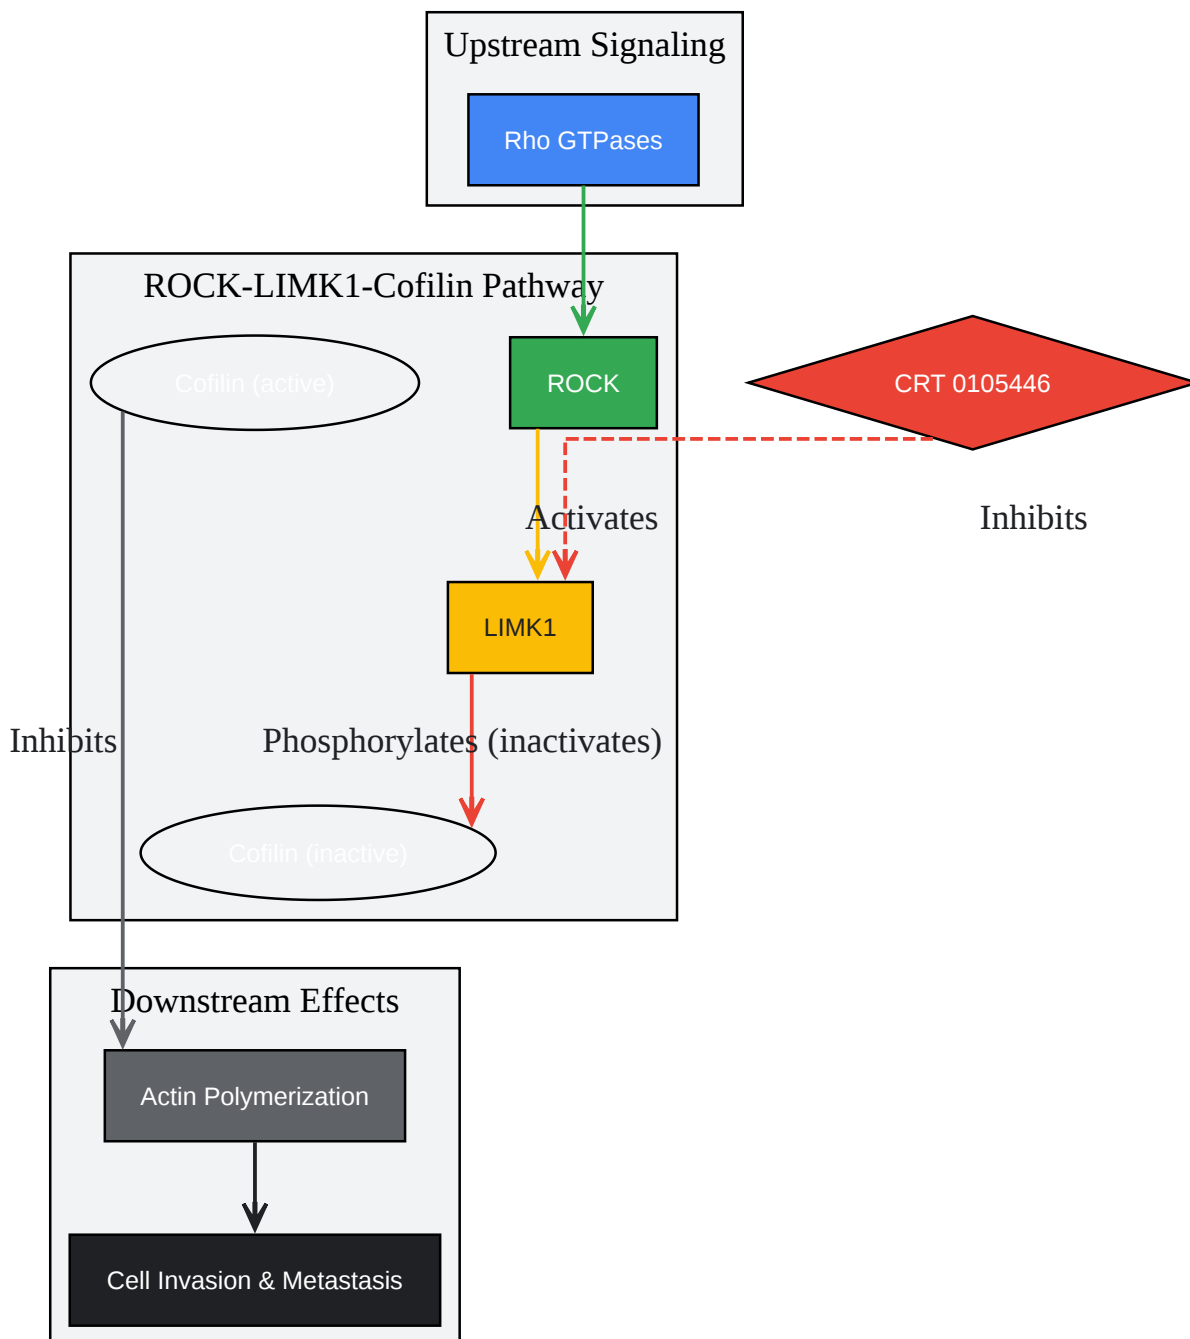 Upstream Signaling
Rho GTPases
ROCK-LIMK1-Cofilin Pathway
Cofilin (active)
ROCK
CRT 0105446
Activates
Inhibits
LIMK1
Inhibits
Phosphorylates (inactivates)
Cofilin (inactive)
Downstream Effects
Actin Polymerization
Cell Invasion & Metastasis